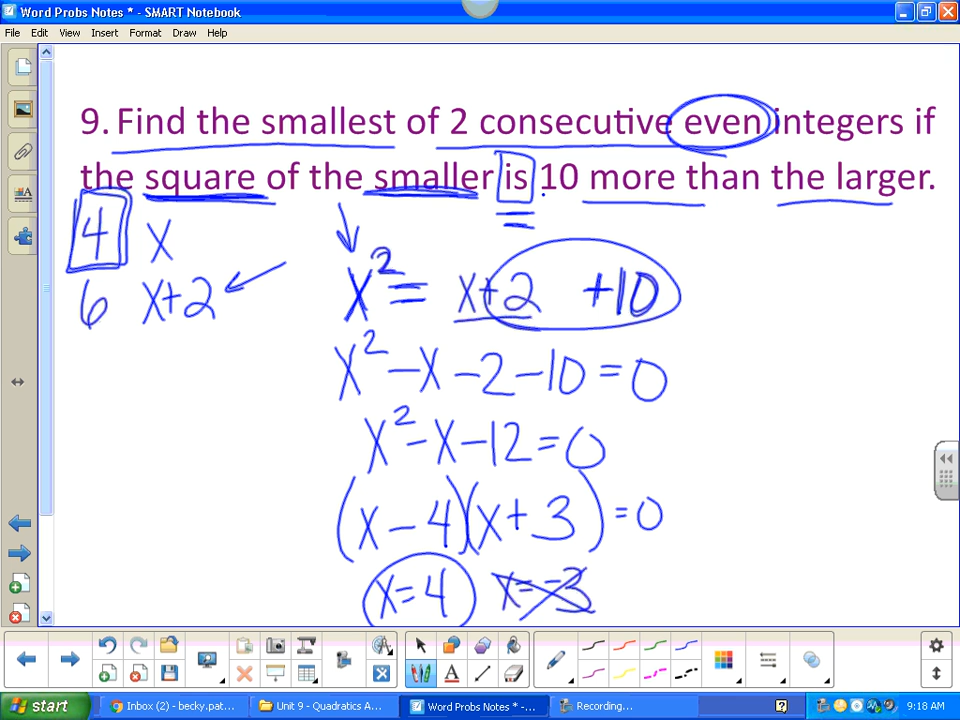 Word Probs Notes * - SMART Notebook
File Edit View Insert Format Draw Help
9. Find the smallest of 2 consecutive even integers if
the square of the smaller is 10 more than the larger.
4 x
6 x+2
x² = x+2 +10
x² -x -2 -10 = 0
x² -x -12 = 0
(x - 4)(x + 3) = 0
x=4 x=-3
start Inbox (2) - becky.pat... Unit 9 - Quadratics A... Word Probs Notes * -... Recording... 9:18 AM